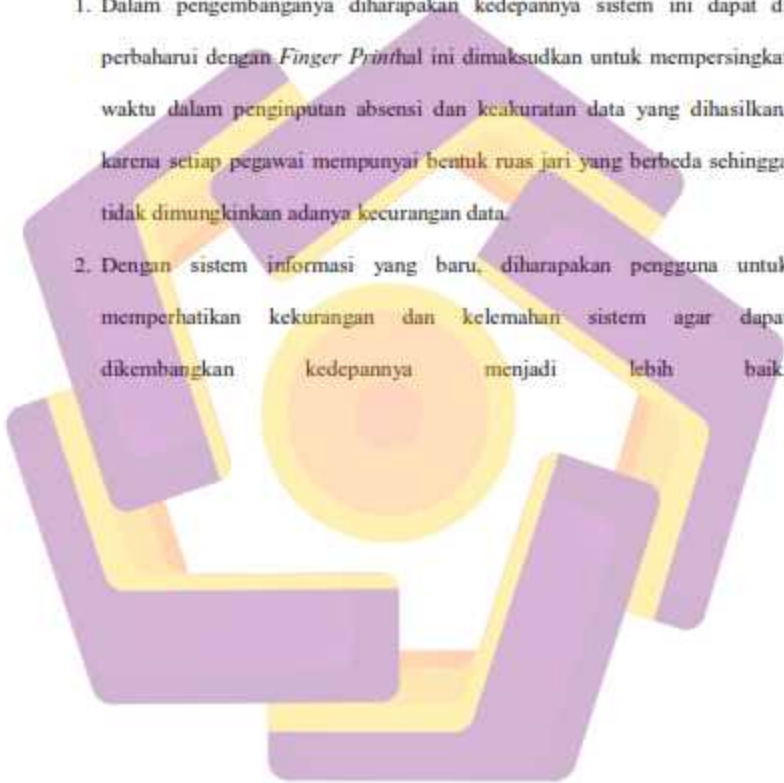 1. Dalam pengembanganya diharapakan kedepannya sistem ini dapat d
perbaharui dengan Finger Printhal ini dimaksudkan untuk mempersingka
waktu dalam penginputan absensi dan keakuratan data yang dihasilkan
karena setiap pegawai mempunyai bentuk ruas jari yang berbeda sehingga
tidak dimungkinkan adanya kecurangan data.
2. Dengan sistem informasi yang baru, diharapakan pengguna untuk
memperhatikan kekurangan dan kelemahan sistem agar dapa
dikembangkan kedepannya menjadi lebih baik